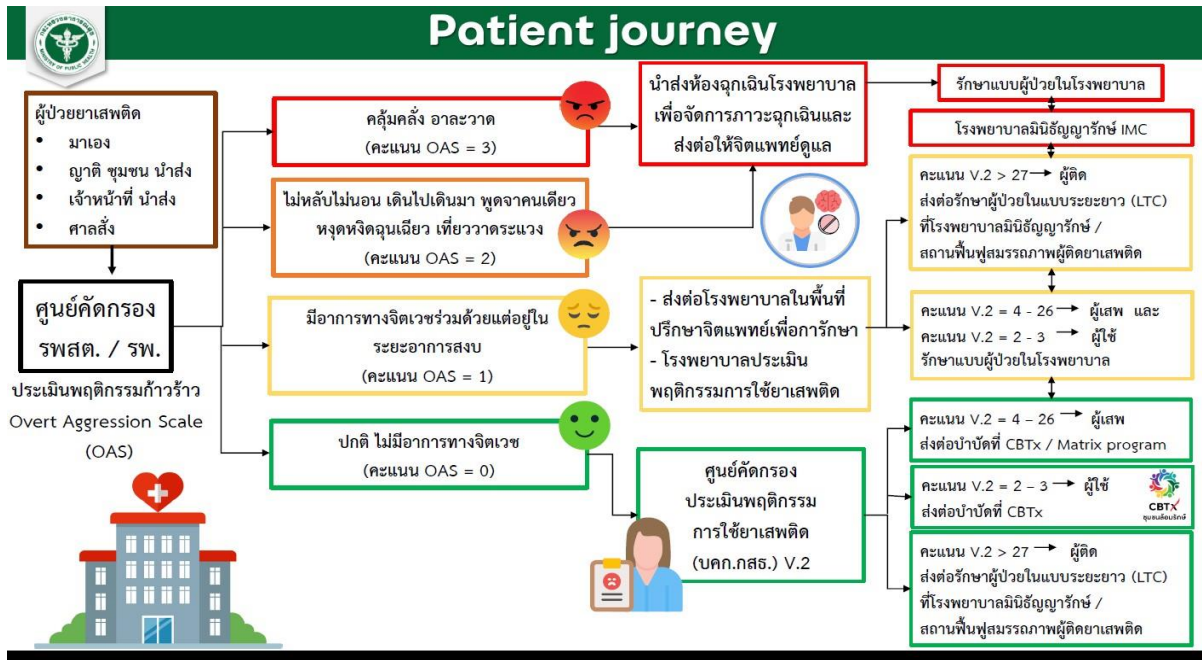 Patient journey
กระทรวงสาธารณสุข
MINISTRY OF PUBLIC HEALTH
ผู้ป่วยยาเสพติด
• มาเอง
• ญาติ ชุมชน นำส่ง
• เจ้าหน้าที่ นำส่ง
• ศาลสั่ง
ศูนย์คัดกรอง
รพสต. / รพ.
ประเมินพฤติกรรมก้าวร้าว
Overt Aggression Scale
(OAS)
คลุ้มคลั่ง อาละวาด
(คะแนน OAS = 3)
ไม่หลับไม่นอน เดินไปเดินมา พูดจาคนเดียว
หงุดหงิดฉุนเฉียว เที่ยววาดระแวง
(คะแนน OAS = 2)
มีอาการทางจิตเวชร่วมด้วยแต่อยู่ใน
ระยะอาการสงบ
(คะแนน OAS = 1)
ปกติ ไม่มีอาการทางจิตเวช
(คะแนน OAS = 0)
นำส่งห้องฉุกเฉินโรงพยาบาล
เพื่อจัดการภาวะฉุกเฉินและ
ส่งต่อให้จิตแพทย์ดูแล
- ส่งต่อโรงพยาบาลในพื้นที่
ปรึกษาจิตแพทย์เพื่อการักษา
- โรงพยาบาลประเมิน
พฤติกรรมการใช้ยาเสพติด
ศูนย์คัดกรอง
ประเมินพฤติกรรม
การใช้ยาเสพติด
(บคก.กสธ.) V.2
รักษาแบบผู้ป่วยในโรงพยาบาล
โรงพยาบาลมินิธัญญารักษ์ IMC
คะแนน V.2 > 27 → ผู้ติด
ส่งต่อรักษาผู้ป่วยในแบบระยะยาว (LTC)
ที่โรงพยาบาลมินิธัญญารักษ์ /
สถานฟื้นฟูสมรรถภาพผู้ติดยาเสพติด
คะแนน V.2 = 4 - 26 → ผู้เสพ และ
คะแนน V.2 = 2 - 3 → ผู้ใช้
รักษาแบบผู้ป่วยในโรงพยาบาล
คะแนน V.2 = 4 – 26 → ผู้เสพ
ส่งต่อบำบัดที่ CBTx / Matrix program
คะแนน V.2 = 2 – 3 → ผู้ใช้
ส่งต่อบำบัดที่ CBTx
CBTX
ชุมชนล้อมรักษ์
คะแนน V.2 > 27 → ผู้ติด
ส่งต่อรักษาผู้ป่วยในแบบระยะยาว (LTC)
ที่โรงพยาบาลมินิธัญญารักษ์ /
สถานฟื้นฟูสมรรถภาพผู้ติดยาเสพติด